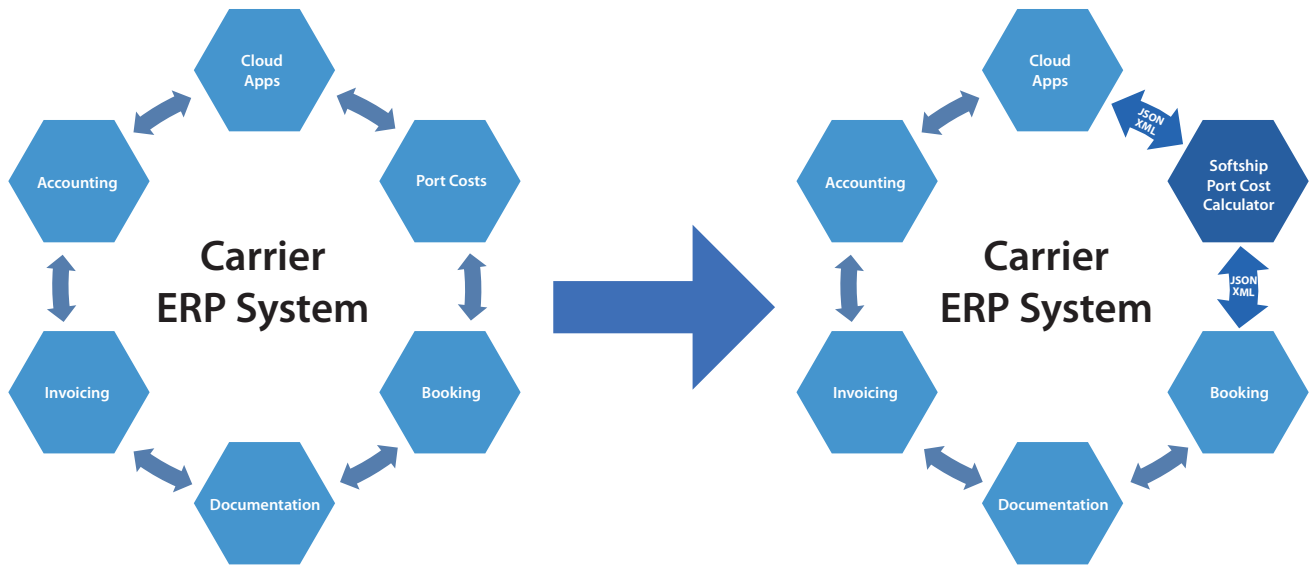 Cloud
Apps
Accounting
Port Costs
Carrier
ERP System
Invoicing
Booking
Documentation
Cloud
Apps
JSON
XML
Accounting
Softship
Port Cost
Calculator
Carrier
ERP System
JSON
XML
Invoicing
Booking
Documentation